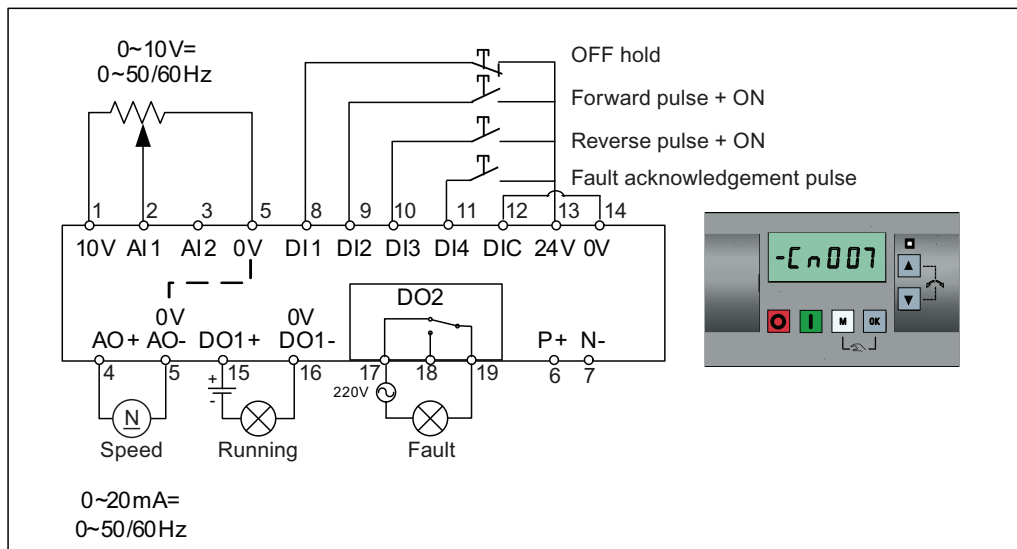 0~10V=
0~50/60Hz
OFF hold
Forward pulse + ON
Reverse pulse + ON
Fault acknowledgement pulse
1 2 3 5 8 9 10 11 12 13 14
10V AI1 AI2 0V DI1 DI2 DI3 DI4 DIC 24V 0V
-Cn007
M OK
DO2
0V 0V
AO+ AO- DO1+ DO1- P+ N-
4 5 15 16 17 18 19 6 7
+
-
220V
N
Speed Running Fault
0~20mA=
0~50/60Hz